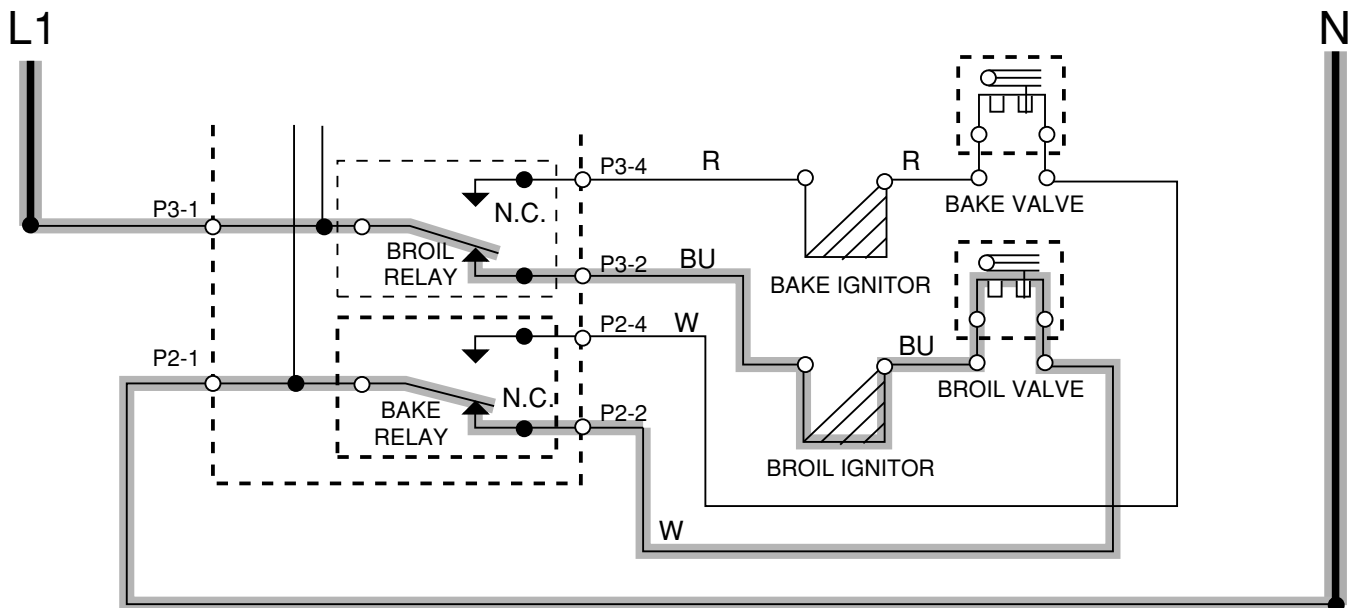 L1
N
P3-4
R
R
BAKE VALVE
P3-1
N.C.
BROIL
RELAY
P3-2
BU
BAKE IGNITOR
P2-4
W
P2-1
BU
BROIL VALVE
N.C.
BAKE
RELAY
P2-2
BROIL IGNITOR
W